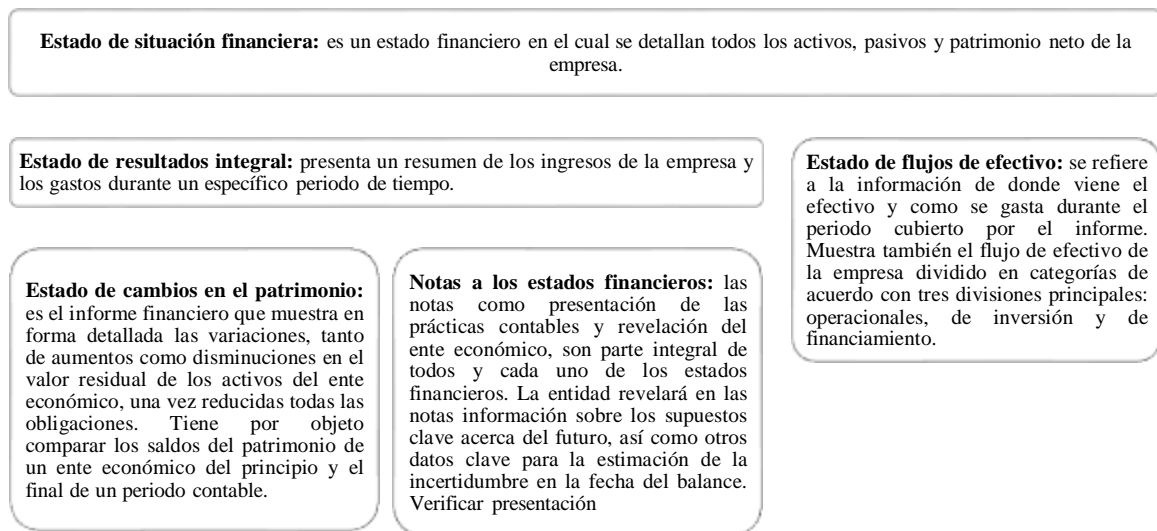 Estado de situación financiera: es un estado financiero en el cual se detallan todos los activos, pasivos y patrimonio neto de la
empresa.
Estado de resultados integral: presenta un resumen de los ingresos de la empresa y
los gastos durante un específico periodo de tiempo.
Estado de flujos de efectivo: se refiere
a la información de donde viene el
efectivo y como se gasta durante el
periodo cubierto por el informe.
Muestra también el flujo de efectivo de
la empresa dividido en categorías de
acuerdo con tres divisiones principales:
operacionales, de inversión y de
financiamiento.
Estado de cambios en el patrimonio:
es el informe financiero que muestra en
forma detallada las variaciones, tanto
de aumentos como disminuciones en el
valor residual de los activos del ente
económico, una vez reducidas todas las
obligaciones. Tiene por objeto
comparar los saldos del patrimonio de
un ente económico del principio y el
final de un periodo contable.
Notas a los estados financieros: las
notas como presentación de las
prácticas contables y revelación del
ente económico, son parte integral de
todos y cada uno de los estados
financieros. La entidad revelará en las
notas información sobre los supuestos
clave acerca del futuro, así como otros
datos clave para la estimación de la
incertidumbre en la fecha del balance.
Verificar presentación